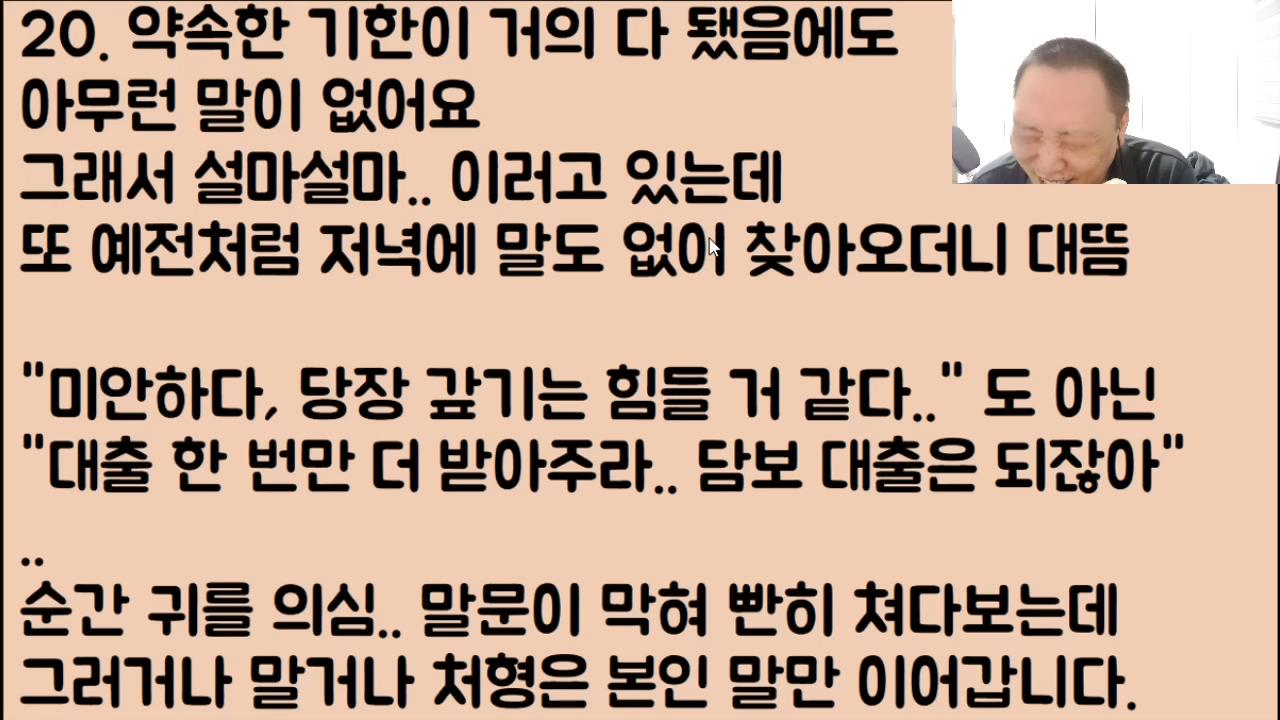 20. 약속한 기한이 거의 다 됐음에도
아무런 말이 없어요
그래서 설마설마.. 이러고 있는데
또 예전처럼 저녁에 말도 없이 찾아오더니 대뜸
"미안하다, 당장 갚기는 힘들 거 같다.." 도 아닌
"대출 한 번만 더 받아주라.. 담보 대출은 되잖아"
..
순간 귀를 의심.. 말문이 막혀 빤히 쳐다보는데
그러거나 말거나 처형은 본인 말만 이어갑니다.